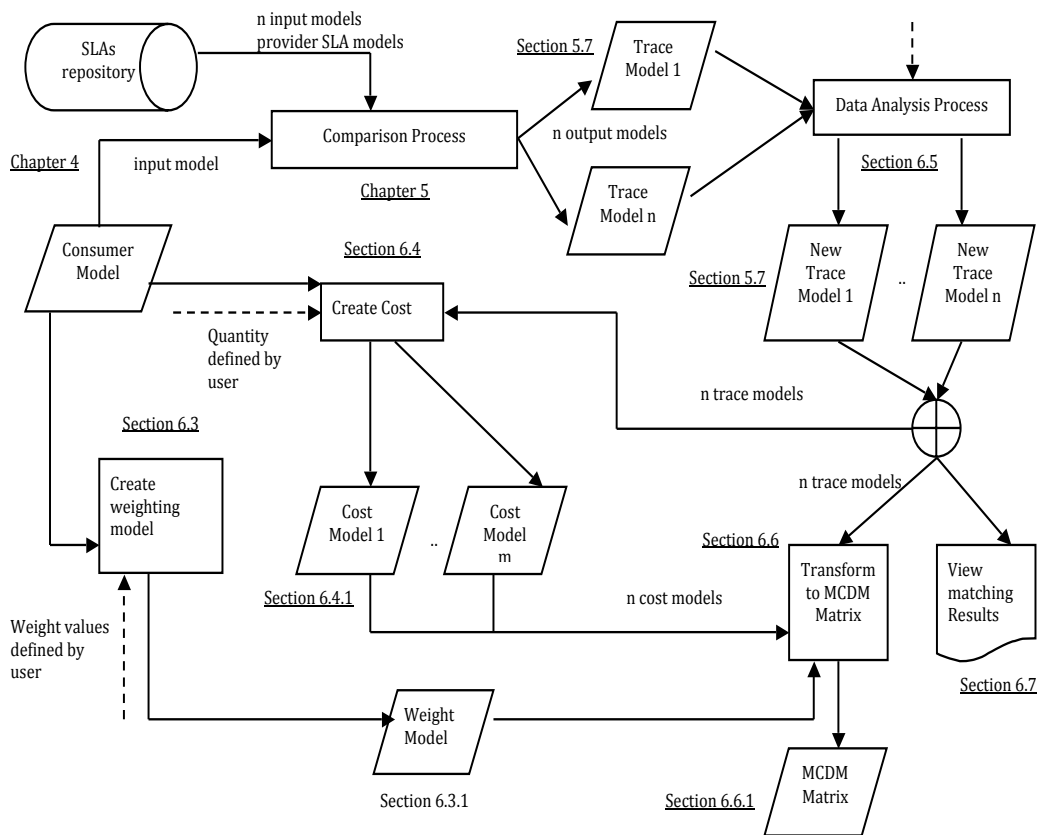 SLAs
repository
n input models
provider SLA models
Section 5.7
Trace
Model 1
Data Analysis Process
Comparison Process
n output models
Chapter 4
input model
Chapter 5
Trace
Model n
Section 6.5
Consumer
Model
Section 6.4
Section 5.7
New
Trace
Model 1
..
New
Trace
Model n
Create Cost
Quantity
defined by
user
n trace models
Section 6.3
Create
weighting
model
Cost
Model 1
..
Cost
Model
m
n trace models
Section 6.6
Transform
to MCDM
Matrix
View
matching
Results
Section 6.4.1
n cost models
Weight values
defined by
user
Section 6.7
Weight
Model
Section 6.3.1
Section 6.6.1
MCDM
Matrix